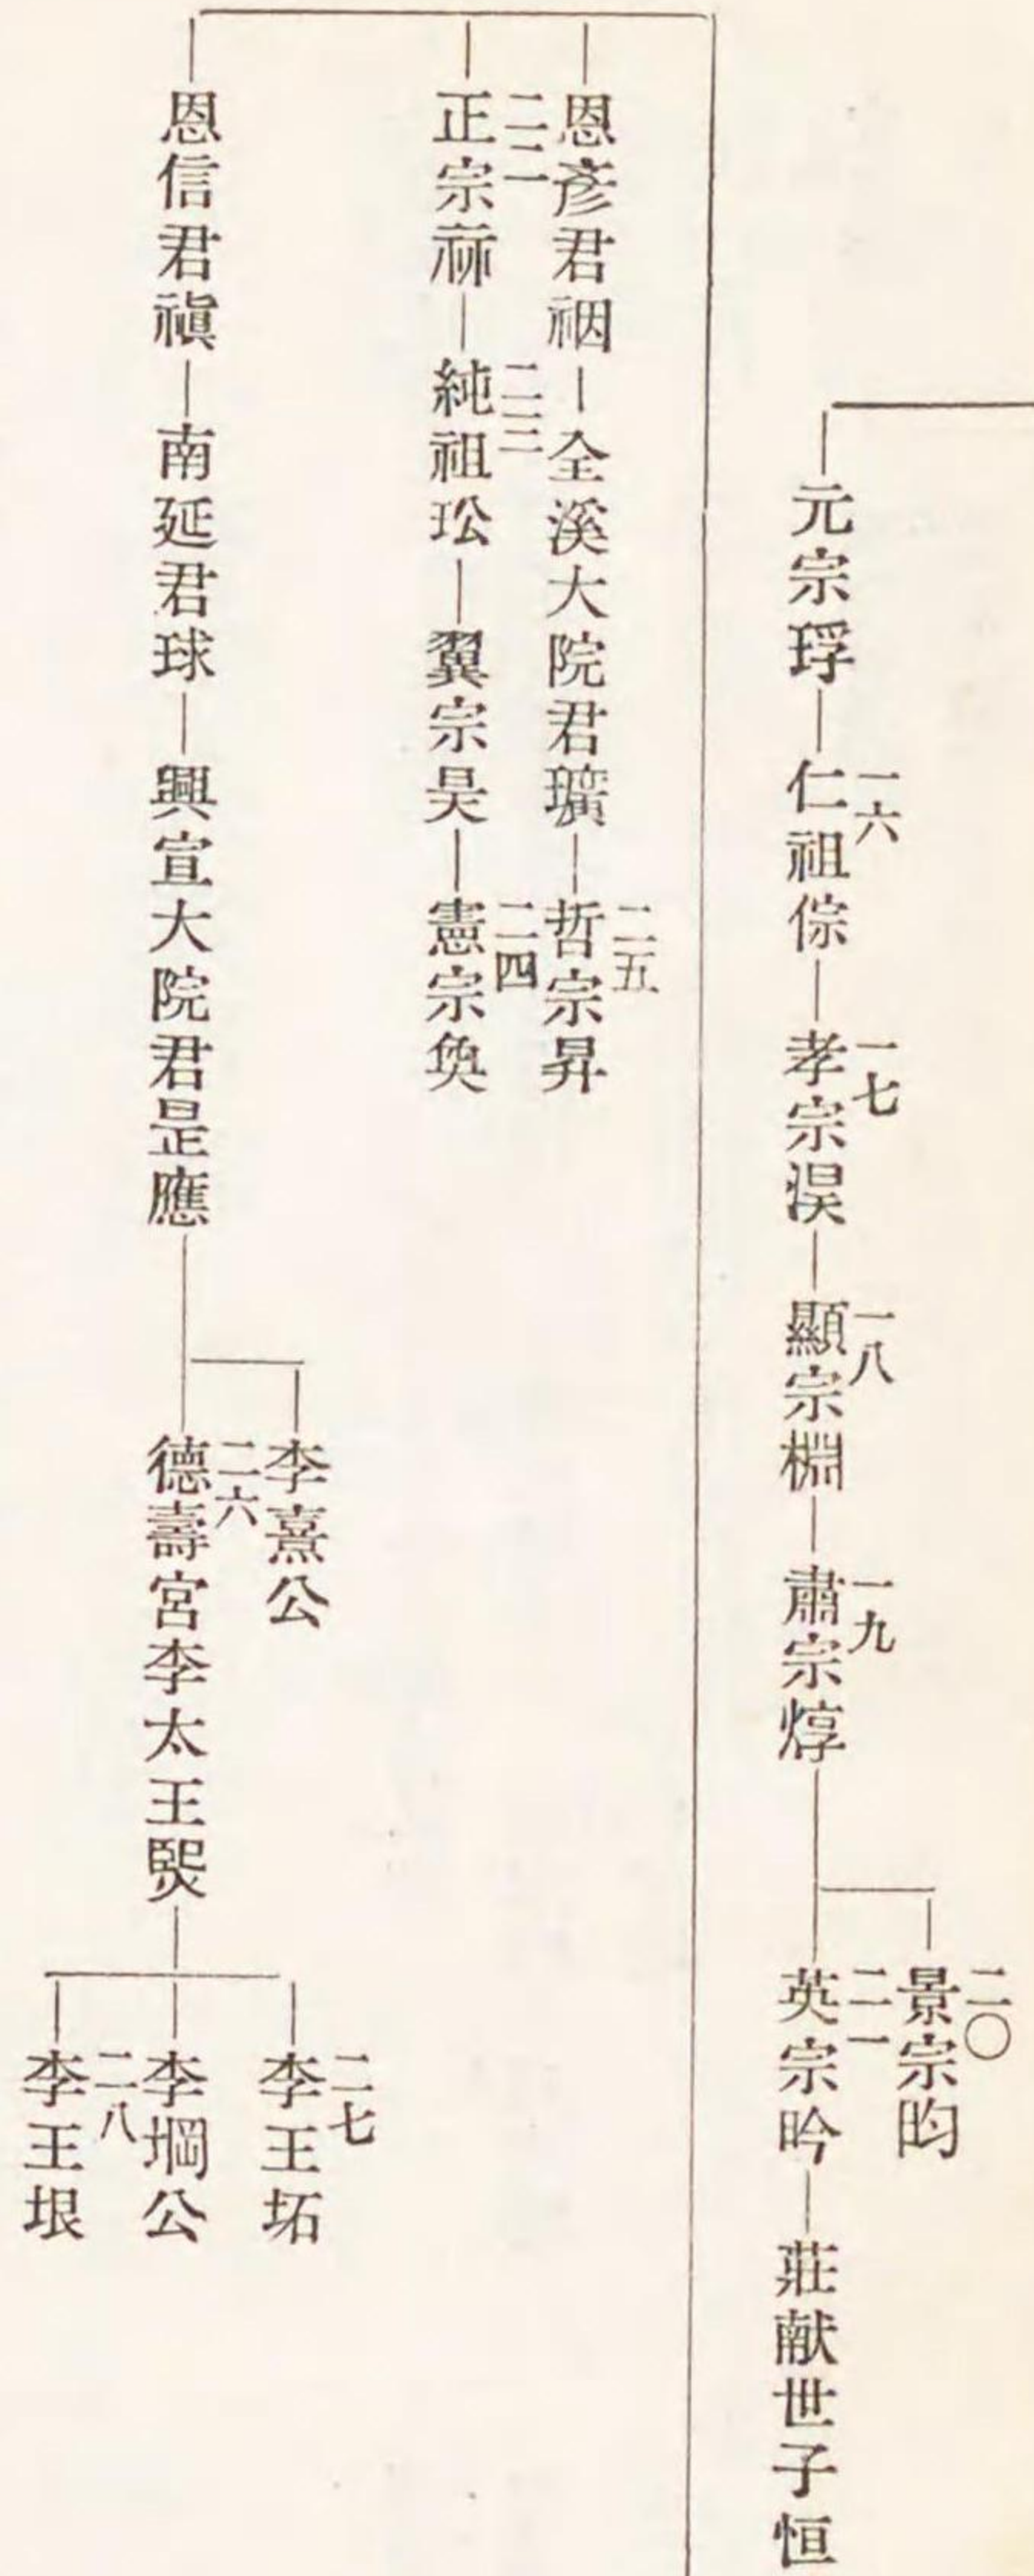 二〇
景宗昀
一六 一七 一八 一九 二一
元宗琈―仁祖倧―孝宗淏―顯宗棩―肅宗焞―英宗昑―莊献世子恒
二五
恩彥君䄄―全溪大院君㼅―哲宗昇
二二 二三 二四
正宗祘―純祖玜―翼宗旲―憲宗奐
二七
李王坧
李熹公
二六
李堈公
恩信君禛―南延君球―興宣大院君昰應―德壽宮李太王㷩
二八
李王垠